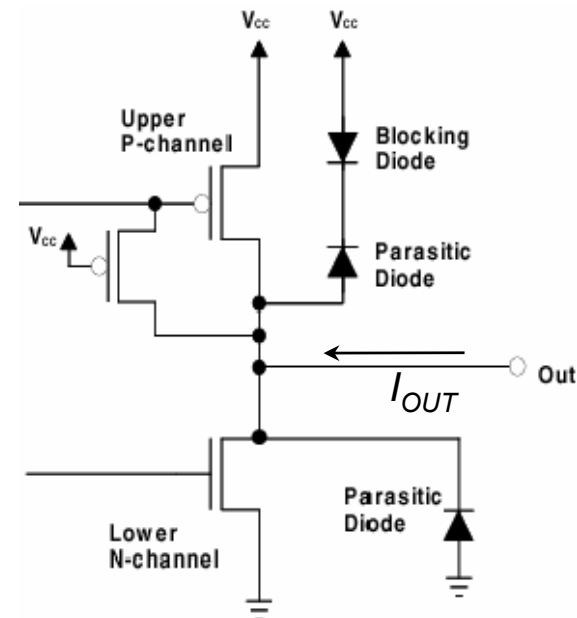 Vcc
Vcc
Upper
P-channel
Blocking
Diode
Vcc
Parasitic
Diode
Out
IOUT
Parasitic
Diode
Lower
N-channel